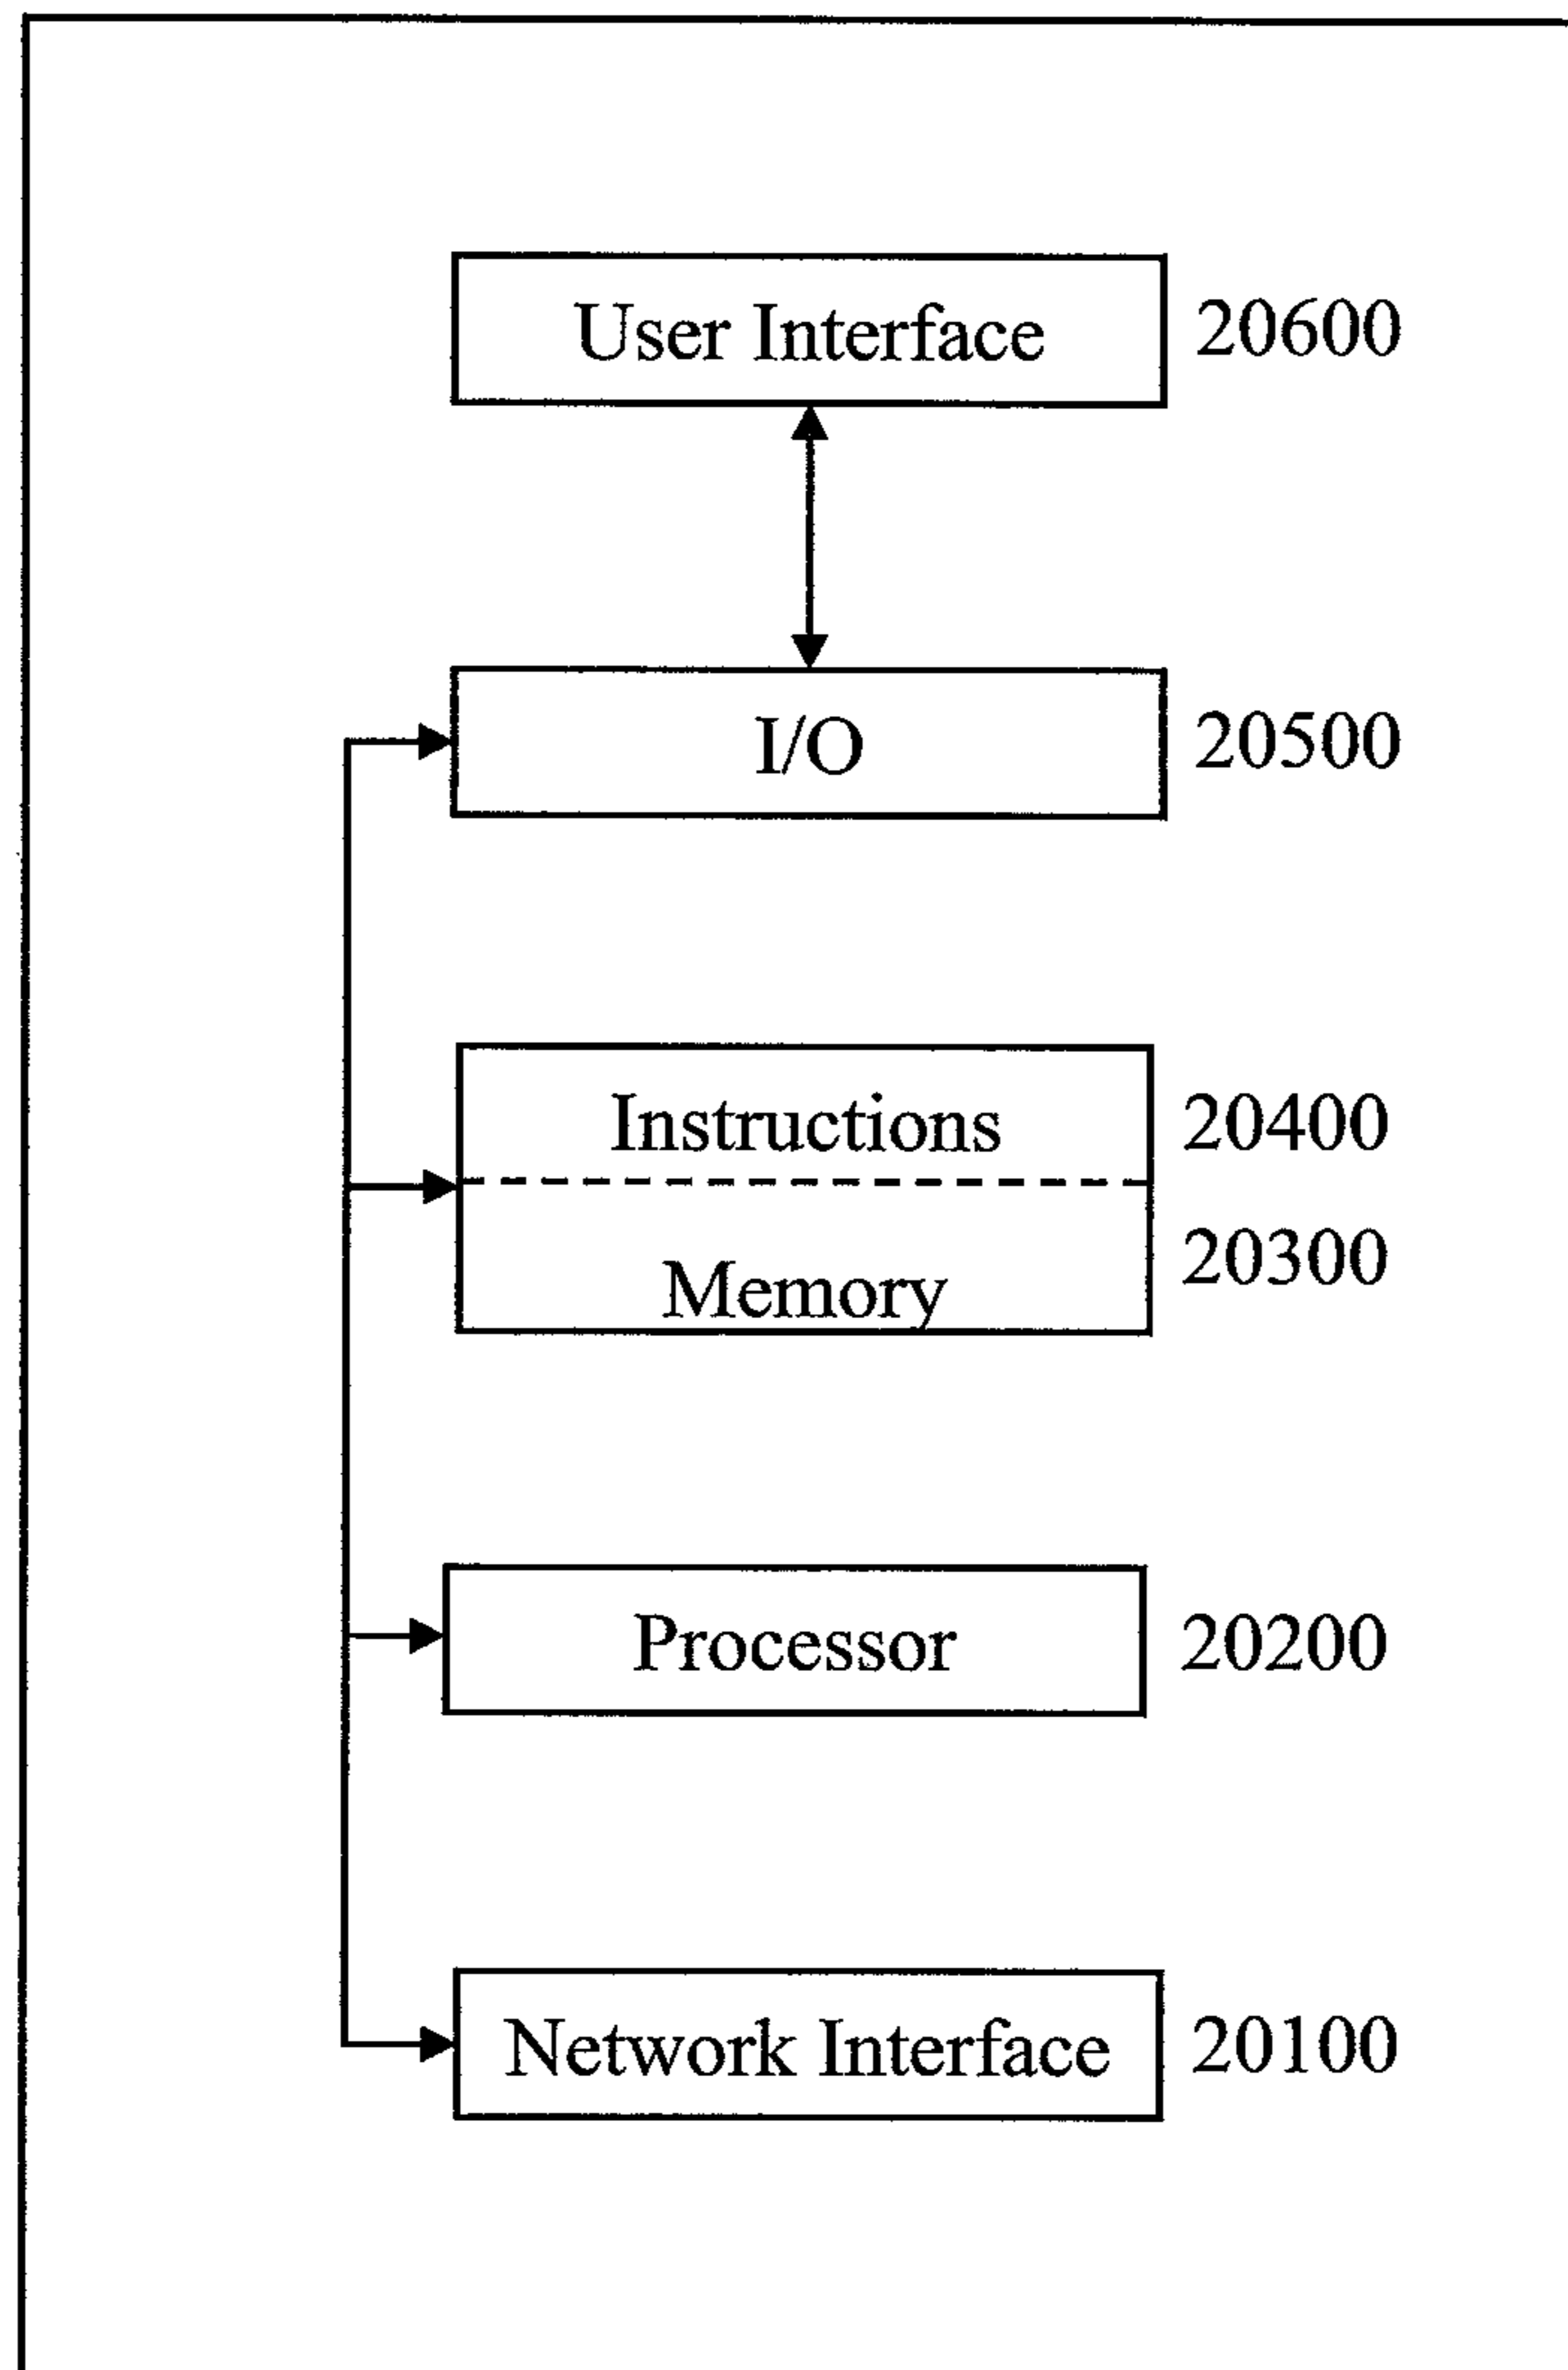 User Interface 20600
I/O 20500
Instructions 20400
Memory 20300
Processor 20200
Network Interface 20100